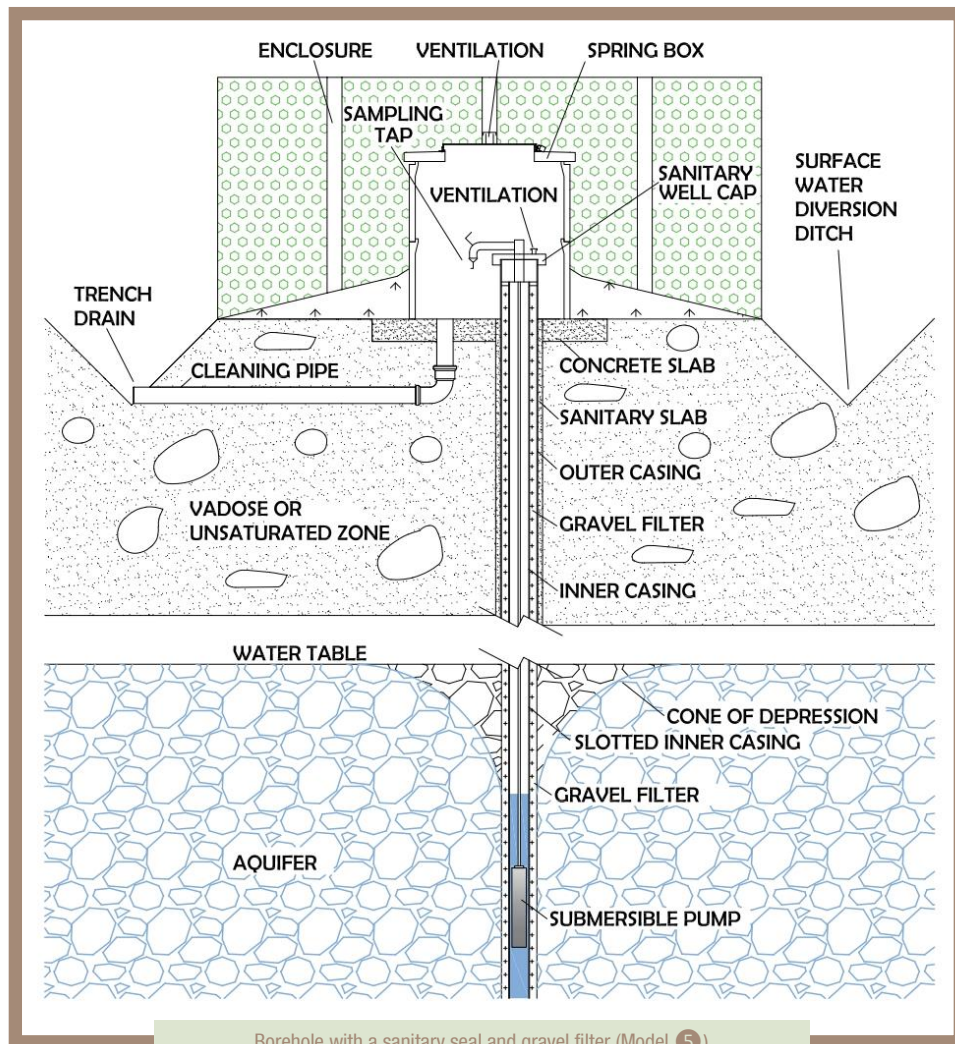 ENCLOSURE
VENTILATION
SPRING BOX
SAMPLING
TAP
SURFACE
WATER
DIVERSION
DITCH
SANITARY
WELL CAP
VENTILATION
TRENCH
DRAIN
CLEANING PIPE
CONCRETE SLAB
SANITARY SLAB
OUTER CASING
VADOSE OR
UNSATURATED ZONE
GRAVEL FILTER
INNER CASING
WATER TABLE
CONE OF DEPRESSION
SLOTTED INNER CASING
GRAVEL FILTER
AQUIFER
SUBMERSIBLE PUMP
Borehole with a sanitary seal and gravel filter (Model 5)